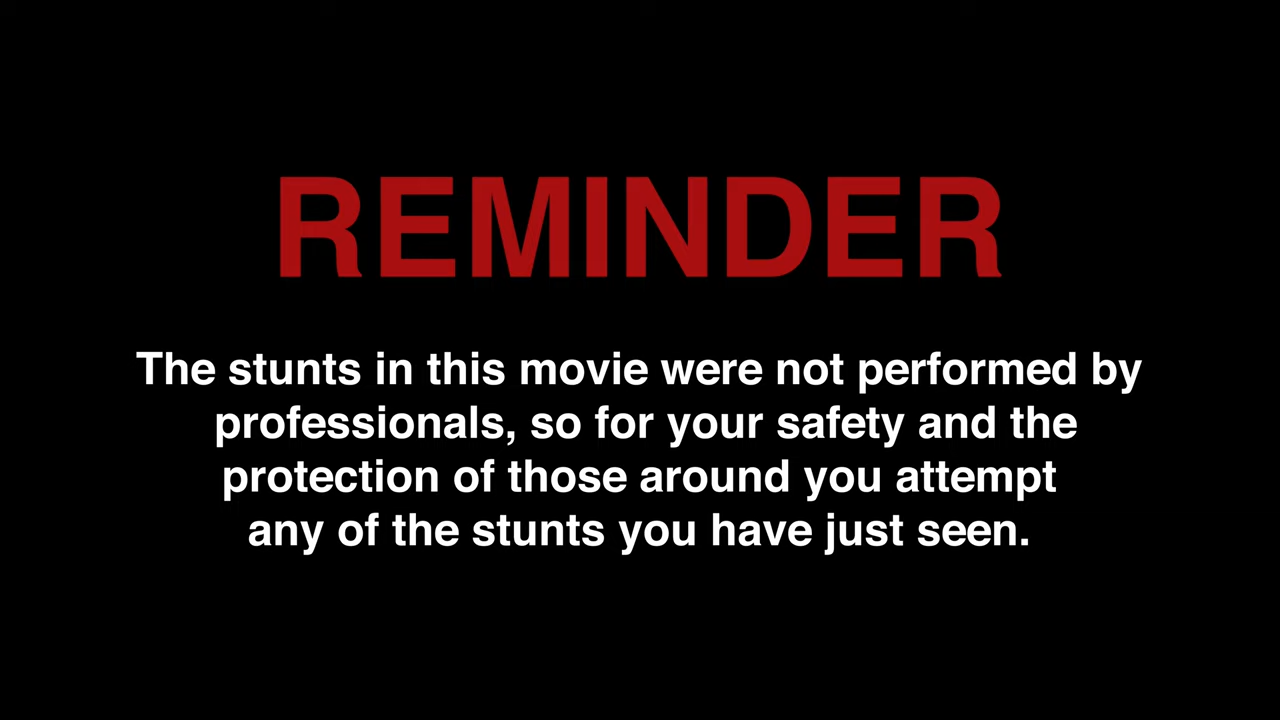 REMINDER
The stunts in this movie were not performed by
professionals, so for your safety and the
protection of those around you attempt
any of the stunts you have just seen.